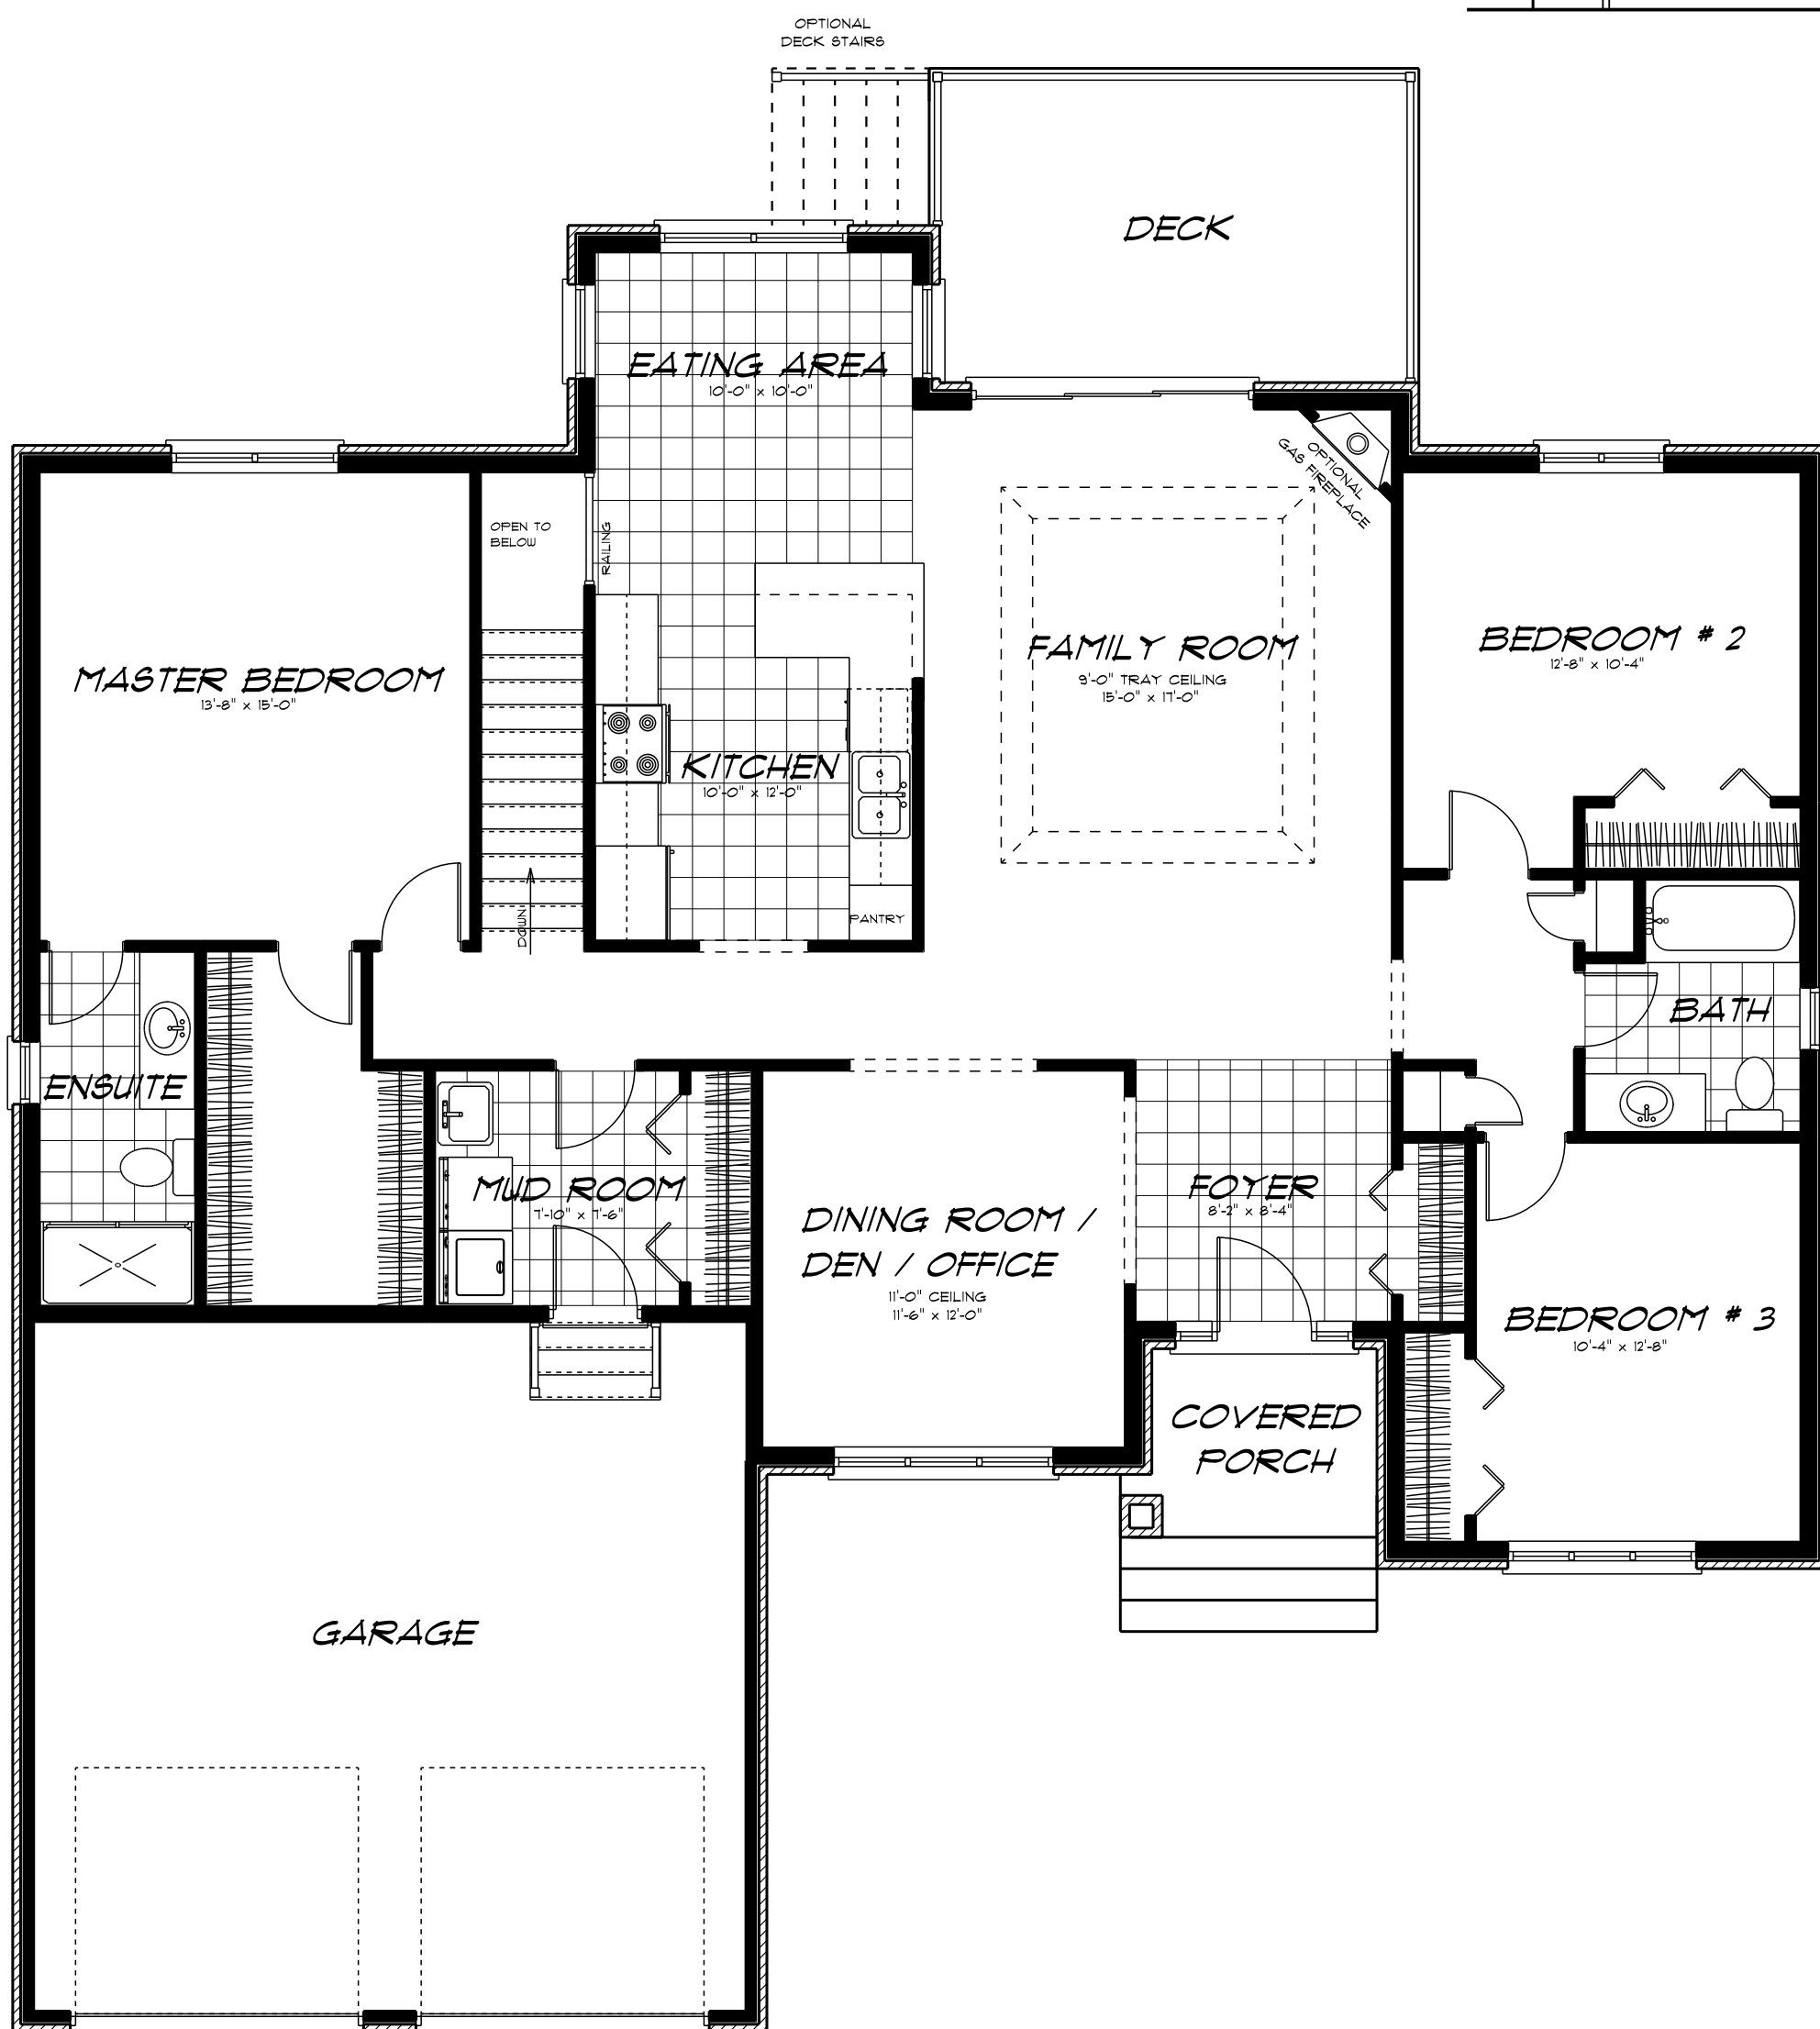 OPTIONAL
DECK STAIRS
DECK
EATING AREA
10'-0" x 10'-0"
OPTIONAL
GAS FIREPLACE
OPEN TO
BELOW
RAILING
MASTER BEDROOM
13'-8" x 15'-0"
FAMILY ROOM
9'-0" TRAY CEILING
15'-0" x 17'-0"
BEDROOM # 2
12'-8" x 10'-4"
KITCHEN
10'-0" x 12'-0"
PANTRY
DOWN
BATH
ENSUITE
MUD ROOM
7'-10" x 7'-6"
FOYER
8'-2" x 8'-4"
DINING ROOM /
DEN / OFFICE
11'-0" CEILING
11'-6" x 12'-0"
BEDROOM # 3
10'-4" x 12'-8"
COVERED
PORCH
GARAGE